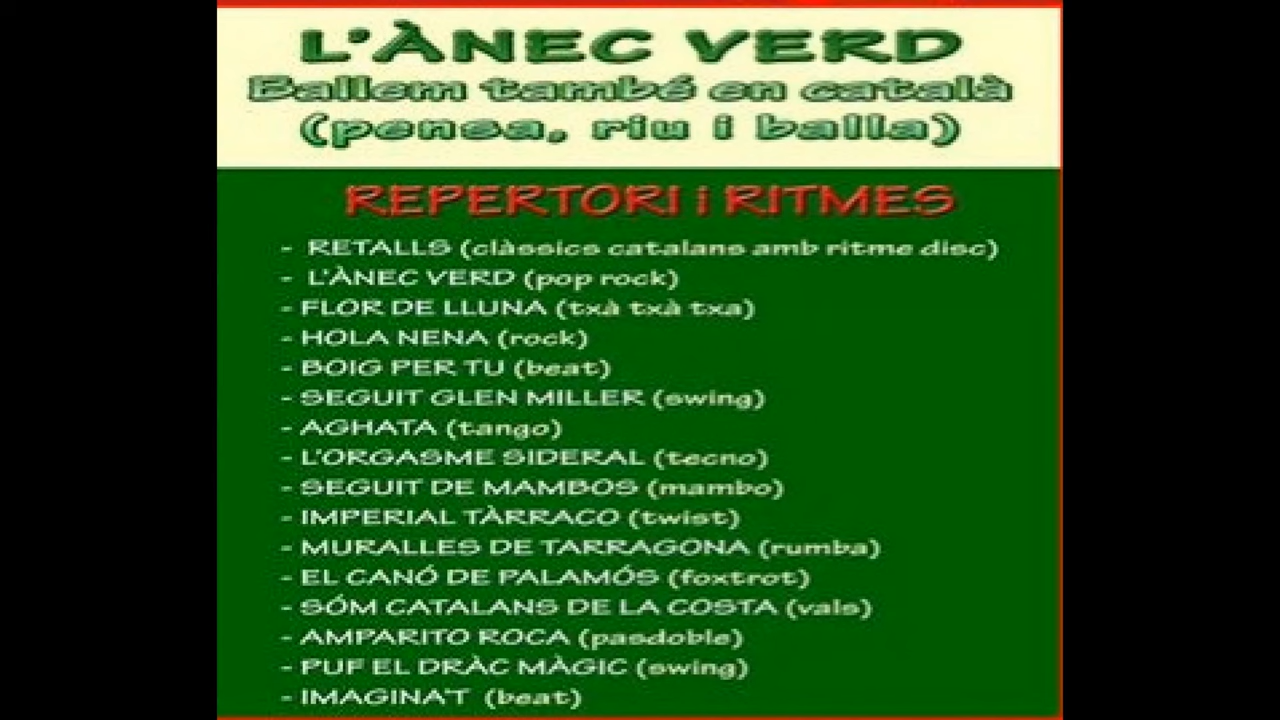 L'ÀNEC VERD
Ballem també en català
(pensa, riu i balla)
REPERTORI i RITMES
- RETALLS (clàssics catalans amb ritme disc)
- L'ÀNEC VERD (pop rock)
- FLOR DE LLUNA (txà txà txa)
- HOLA NENA (rock)
- BOIG PER TU (beat)
- SEGUIT GLEN MILLER (swing)
- AGHATA (tango)
- L'ORGASME SIDERAL (tecno)
- SEGUIT DE MAMBOS (mambo)
- IMPERIAL TÀRRACO (twist)
- MURALLES DE TARRAGONA (rumba)
- EL CANÓ DE PALAMÓS (foxtrot)
- SÓM CATALANS DE LA COSTA (vals)
- AMPARITO ROCA (pasdoble)
- PUF EL DRÀC MÀGIC (swing)
- IMAGINA'T (beat)